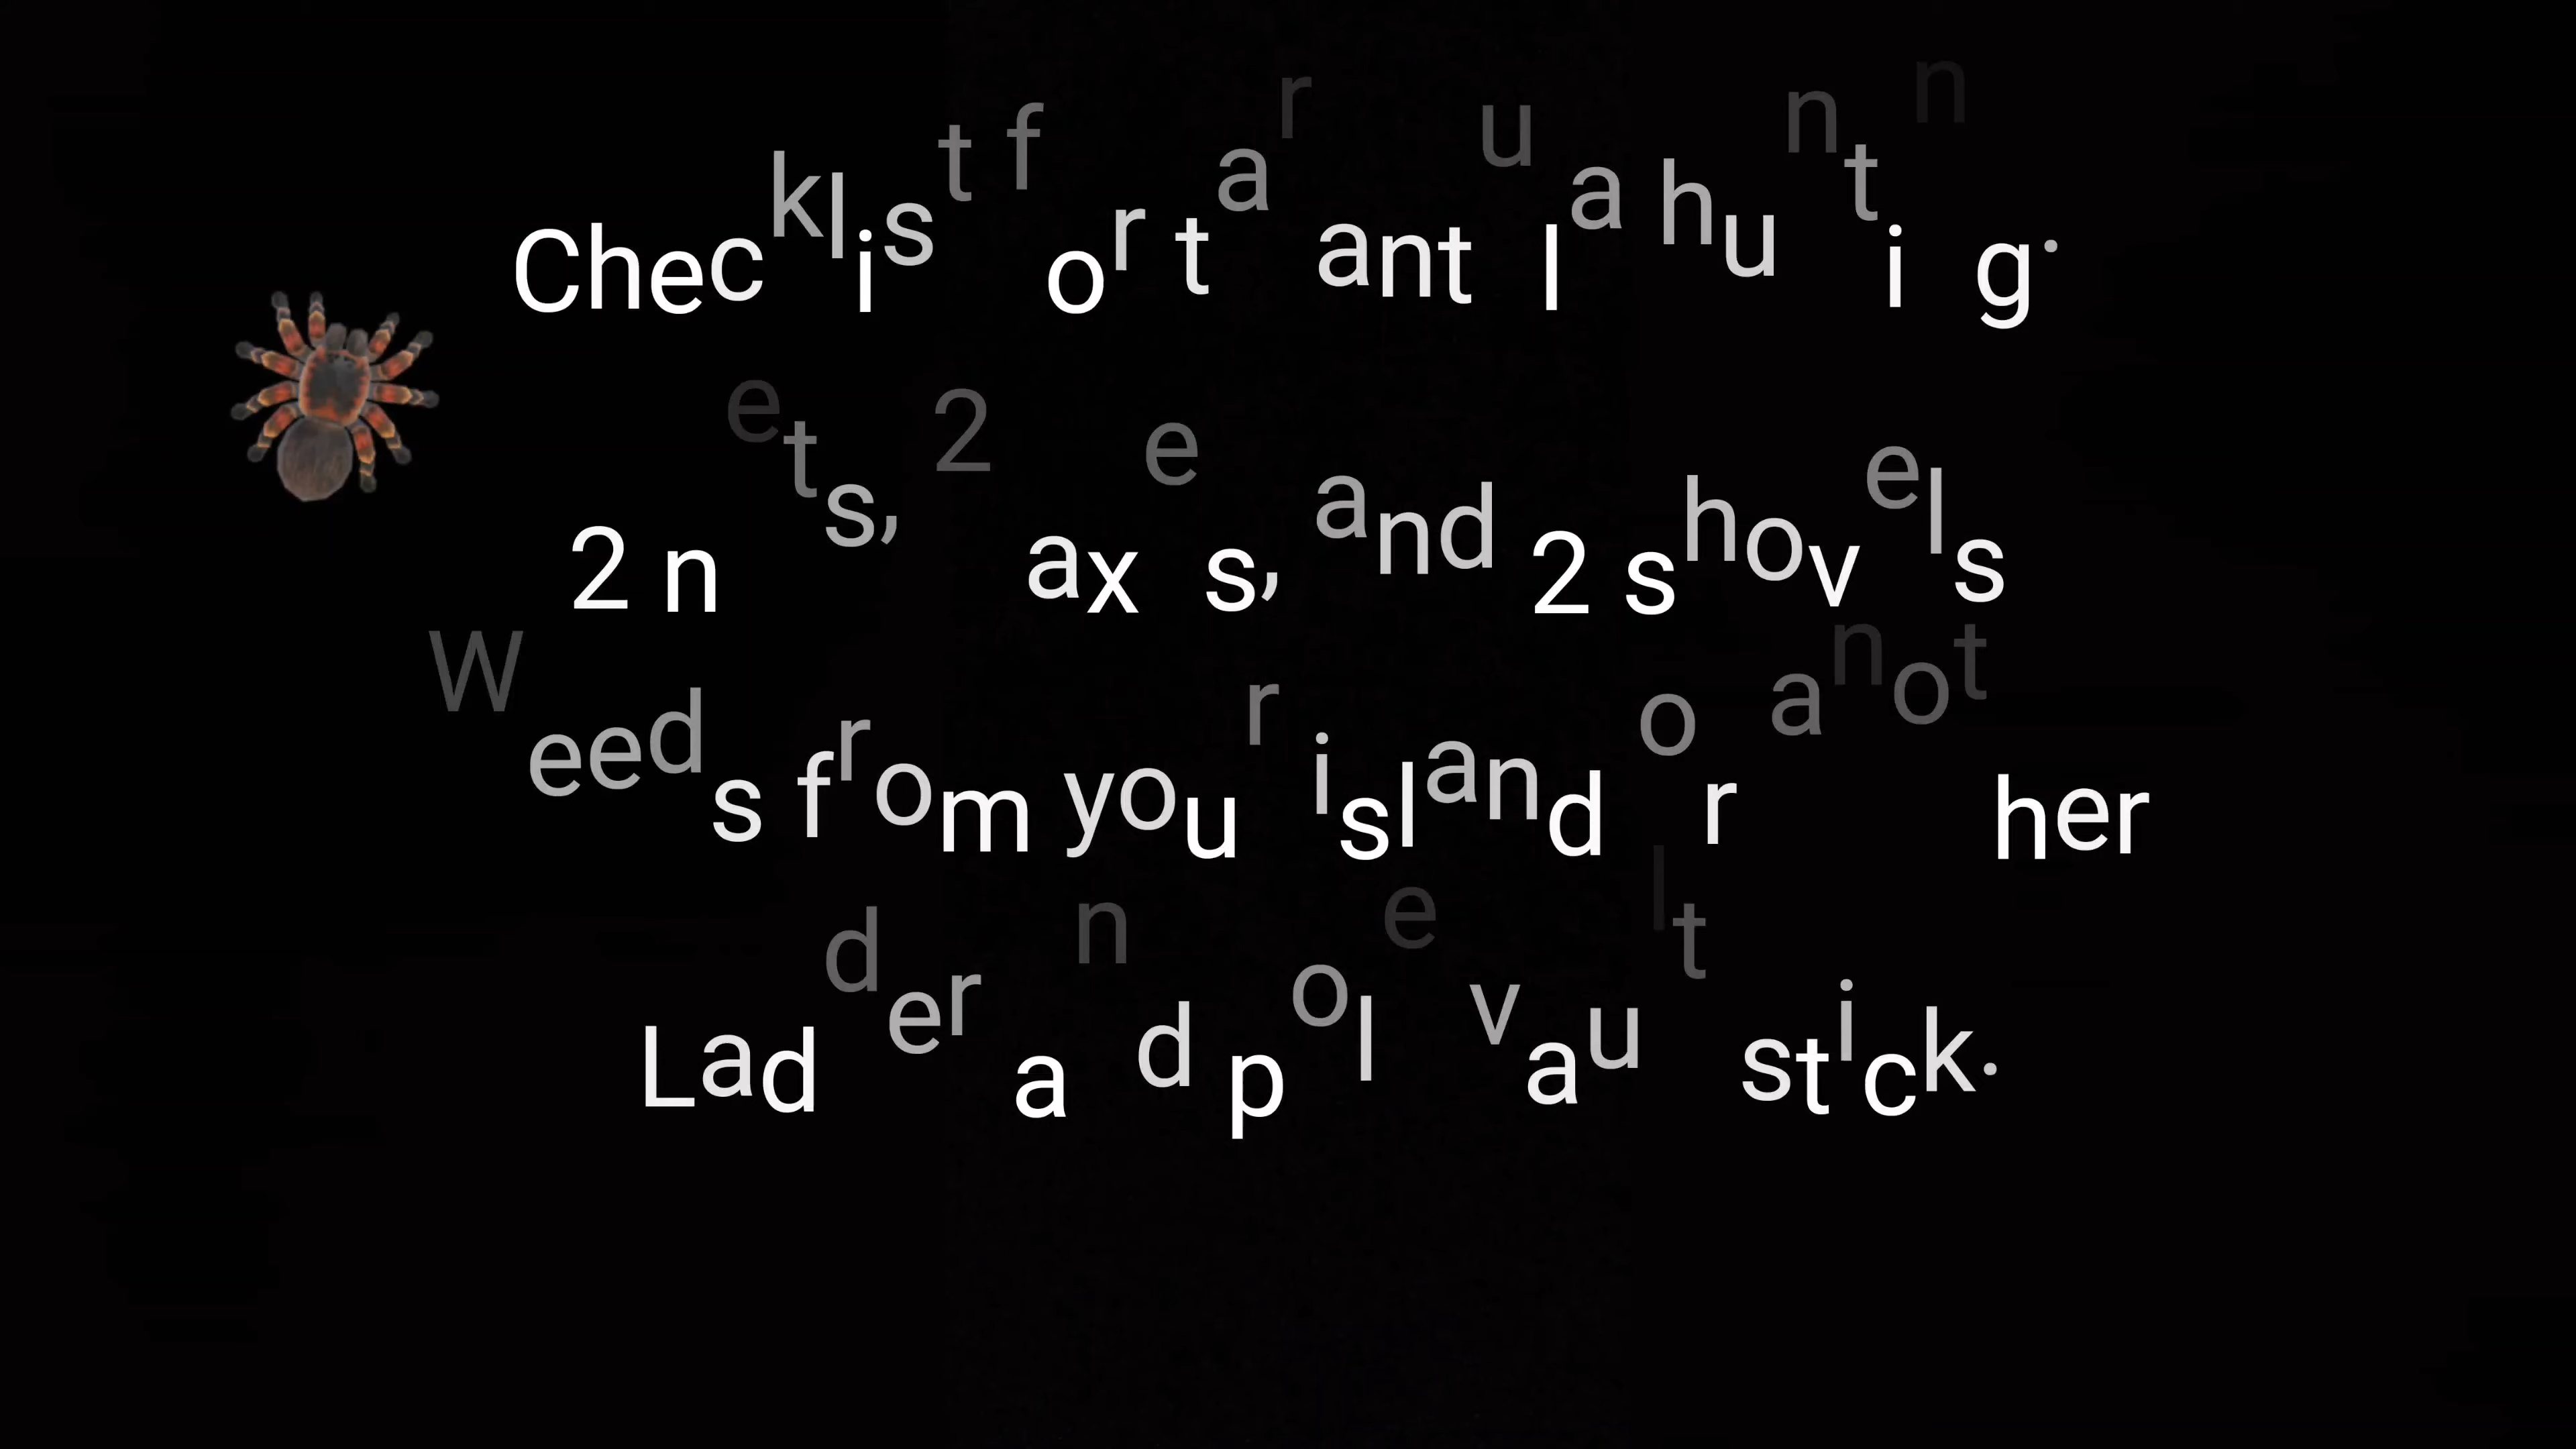 Checklist for tarantula hunting.
2 nets, 2 axes, and 2 shovels
Weeds from your island or another
Ladder and pole vault stick.